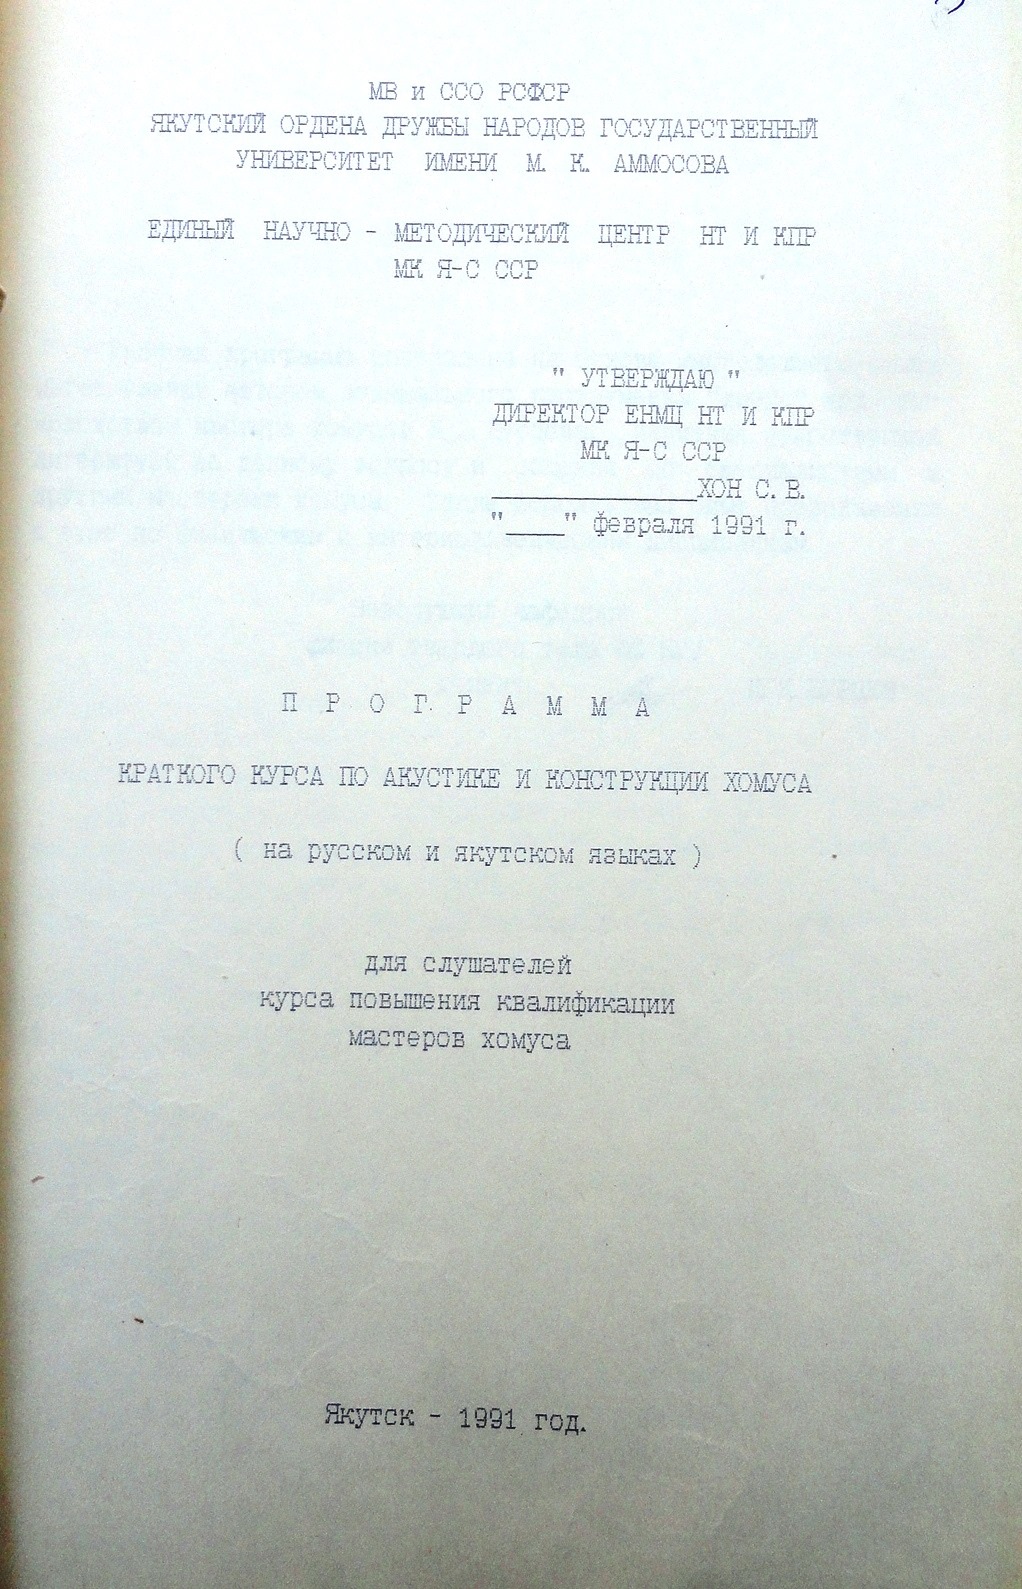 МВ и ССО РСФСР
ЯКУТСКИЙ ОРДЕНА ДРУЖБЫ НАРОДОВ ГОСУДАРСТВЕННЫЙ
УНИВЕРСИТЕТ ИМЕНИ М. К. АММОСОВА
ЕДИНЫЙ НАУЧНО - МЕТОДИЧЕСКИЙ ЦЕНТР НТ И КПР
МК Я-С ССР
" УТВЕРЖДАЮ "
ДИРЕКТОР ЕНМЦ НТ И КПР
МК Я-С ССР
______________ХОН С. В.
"____" февраля 1991 г.
П Р О Г Р А М М А
КРАТКОГО КУРСА ПО АКУСТИКЕ И КОНСТРУКЦИИ ХОМУСА
( на русском и якутском языках )
для слушателей
курса повышения квалификации
мастеров хомуса
Якутск - 1991 год.